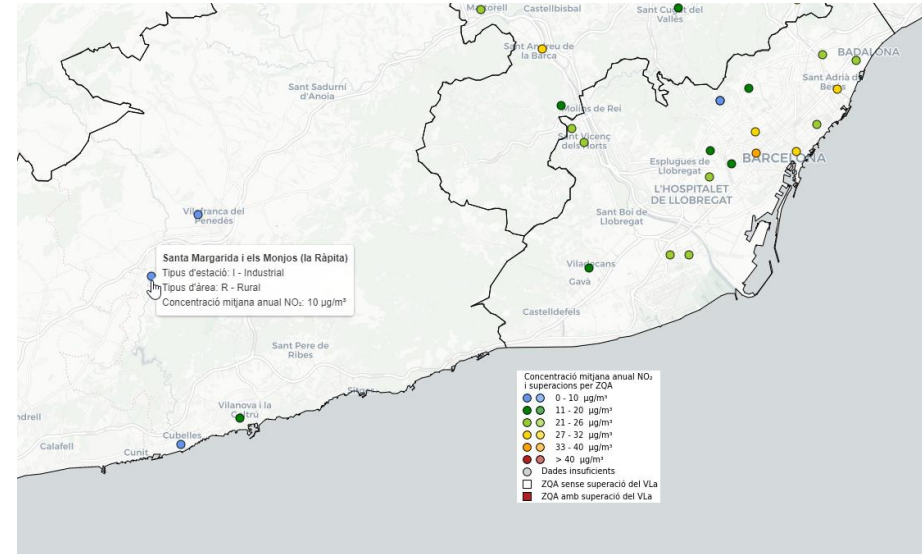 Martorell
Castellbisbal
Sant Cugat del
Vallès
BADALONA
Sant Andreu de
la Barca
Sant Adrià de
Besòs
Sant Sadurní
d'Anoia
Molins de Rei
Sant Vicenç
dels Horts
BARCELONA
Esplugues de
Llobregat
L'HOSPITALET
DE LLOBREGAT
Vilafranca del
Penedès
Sant Boi de
Llobregat
Santa Margarida i els Monjos (la Ràpita)
Tipus d'estació: I - Industrial
Tipus d'àrea: R - Rural
Concentració mitjana anual NO₂: 10 µg/m³
Viladecans
Gavà
Castelldefels
Sant Pere de
Ribes
Sitges
Vilanova i la
Geltrú
Cubelles
Cunit
Calafell
ndrell
Concentració mitjana anual NO₂
i superacions per ZQA
0 - 10 µg/m³
11 - 20 µg/m³
21 - 26 µg/m³
27 - 32 µg/m³
33 - 40 µg/m³
> 40 µg/m³
Dades insuficients
ZQA sense superació del VLa
ZQA amb superació del VLa